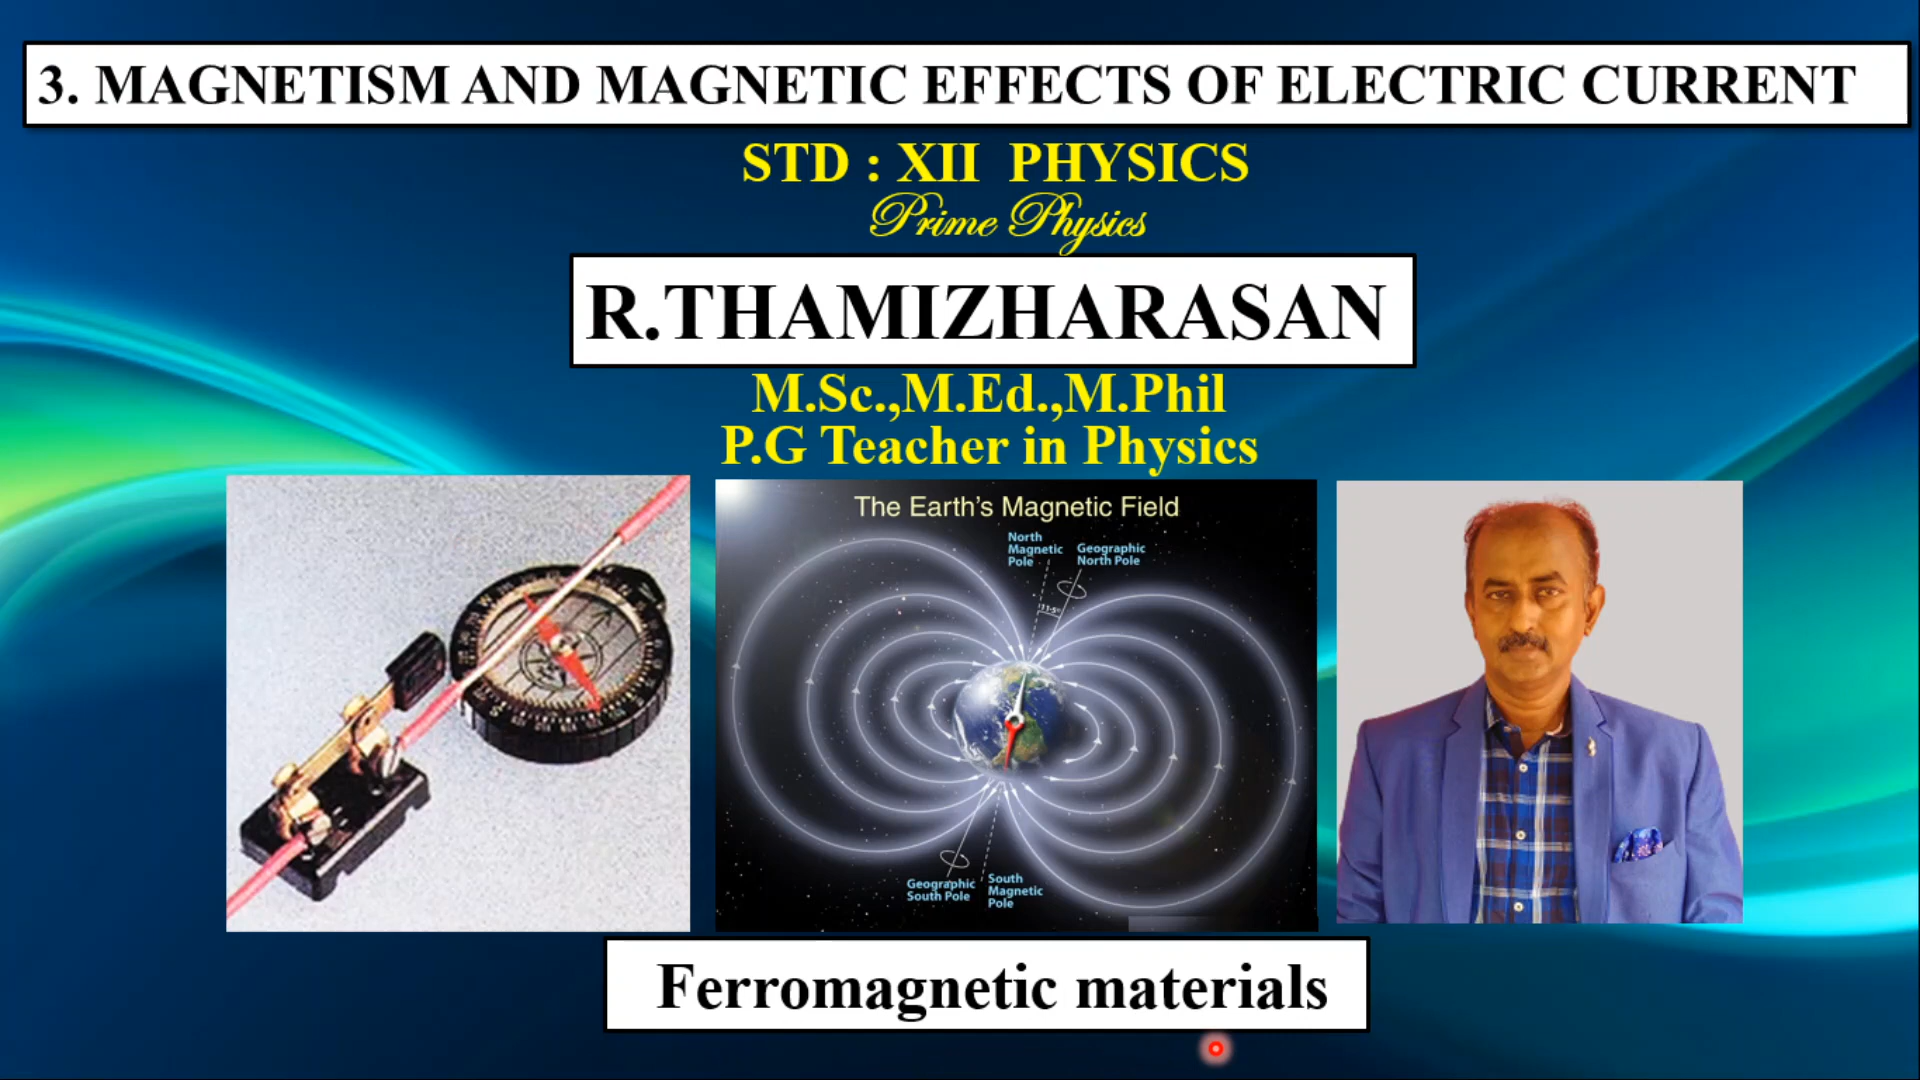 3. MAGNETISM AND MAGNETIC EFFECTS OF ELECTRIC CURRENT
STD : XII PHYSICS
Prime Physics
R.THAMIZHARASAN
M.Sc.,M.Ed.,M.Phil
P.G Teacher in Physics
The Earth's Magnetic Field
North
Magnetic
Pole
Geographic
North Pole
11.5°
Geographic
South Pole
South
Magnetic
Pole
Ferromagnetic materials